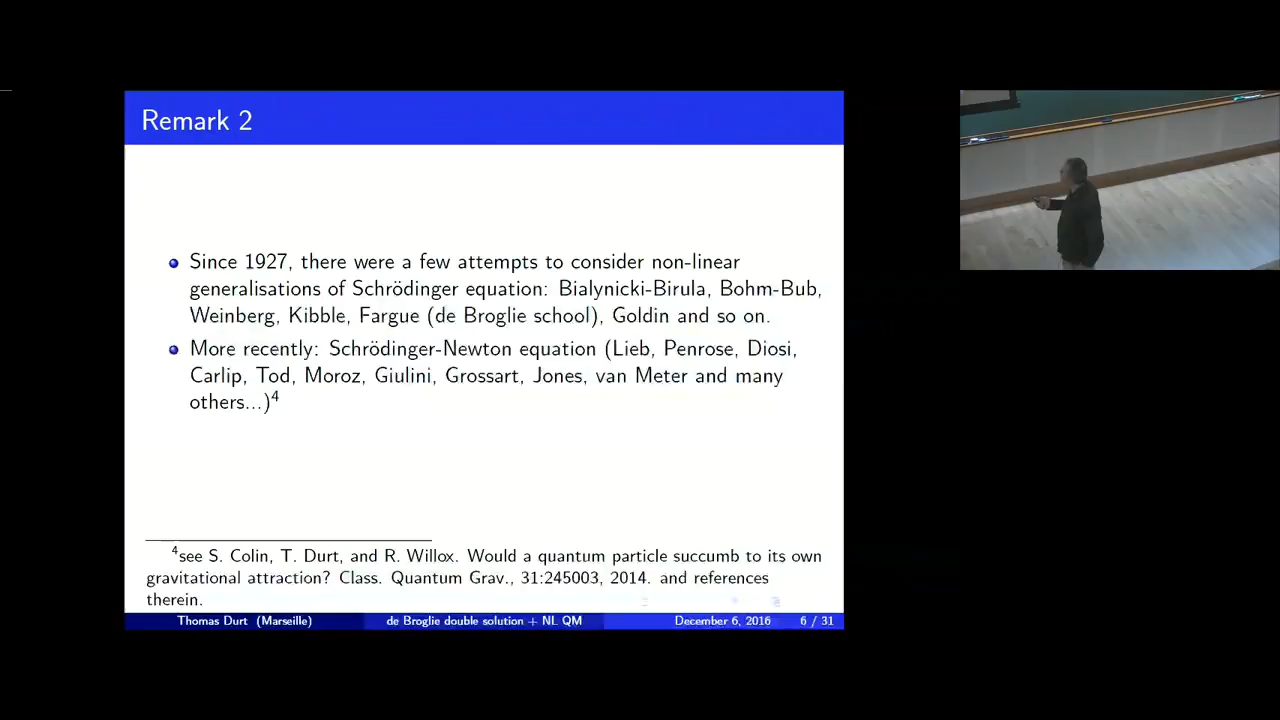 Remark 2
Since 1927, there were a few attempts to consider non-linear
generalisations of Schrödinger equation: Bialynicki-Birula, Bohm-Bub,
Weinberg, Kibble, Fargue (de Broglie school), Goldin and so on.
More recently: Schrödinger-Newton equation (Lieb, Penrose, Diosi,
Carlip, Tod, Moroz, Giulini, Grossart, Jones, van Meter and many
others...)⁴
⁴see S. Colin, T. Durt, and R. Willox. Would a quantum particle succumb to its own
gravitational attraction? Class. Quantum Grav., 31:245003, 2014. and references
therein.
Thomas Durt (Marseille) de Broglie double solution + NL QM December 6, 2016 6 / 31